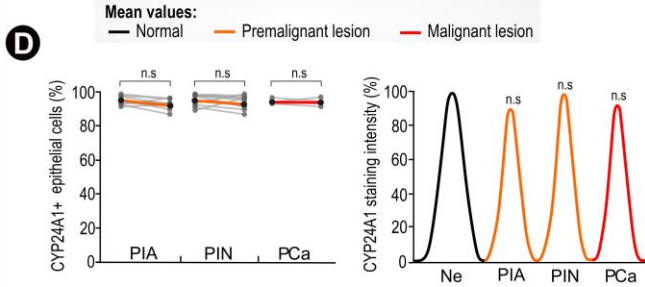 Mean values:
Normal Premalignant lesion Malignant lesion
D
CYP24A1+ epithelial cells (%)
100
80
60
40
20
0
n.s n.s n.s
PIA PIN PCa
CYP24A1 staining intensity (%)
100
80
60
40
20
0
n.s n.s n.s
Ne PIA PIN PCa